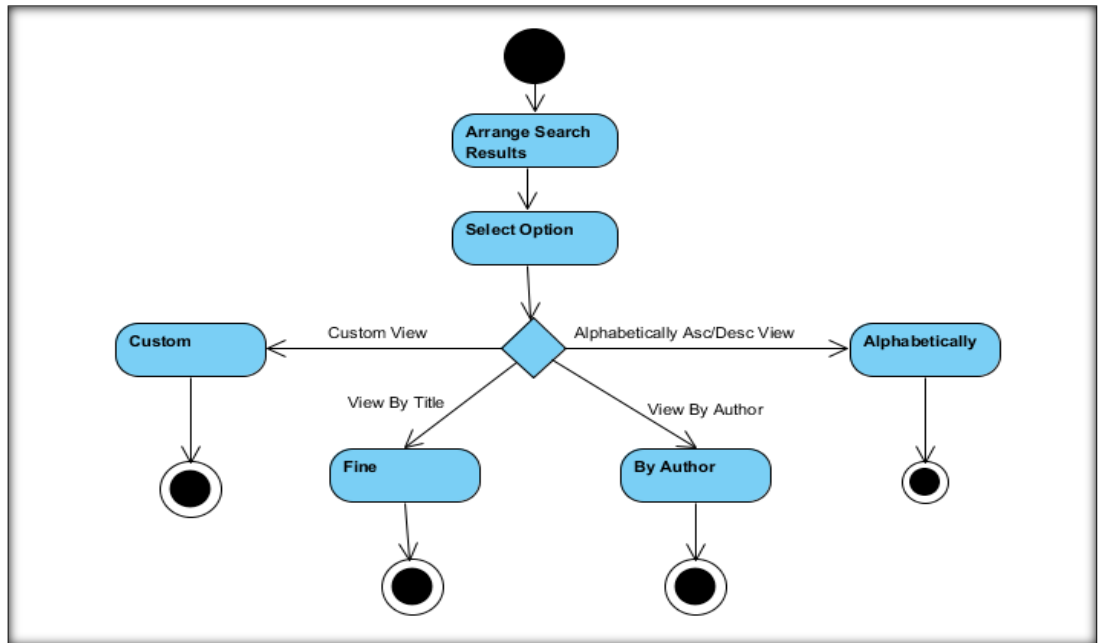 Arrange Search
Results
Select Option
Custom View
Alphabetically Asc/Desc View
Custom
Alphabetically
View By Title
View By Author
Fine
By Author